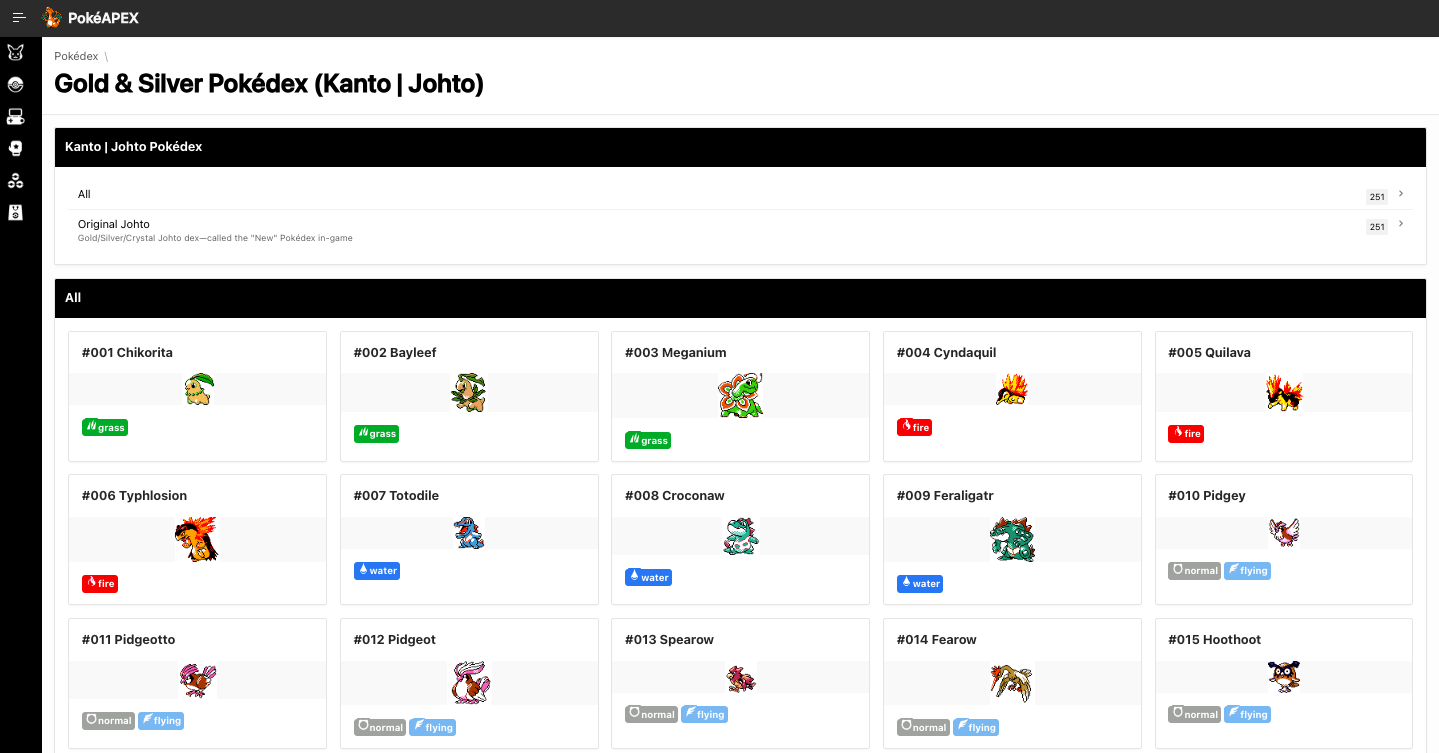 PokéAPEX
Pokédex \
Gold & Silver Pokédex (Kanto | Johto)
Kanto | Johto Pokédex
All 251
Original Johto 251
Gold/Silver/Crystal Johto dex—called the "New" Pokédex in-game
All
#001 Chikorita #002 Bayleef #003 Meganium #004 Cyndaquil #005 Quilava
grass grass grass fire fire
#006 Typhlosion #007 Totodile #008 Croconaw #009 Feraligatr #010 Pidgey
fire water water water normal flying
#011 Pidgeotto #012 Pidgeot #013 Spearow #014 Fearow #015 Hoothoot
normal flying normal flying normal flying normal flying normal flying